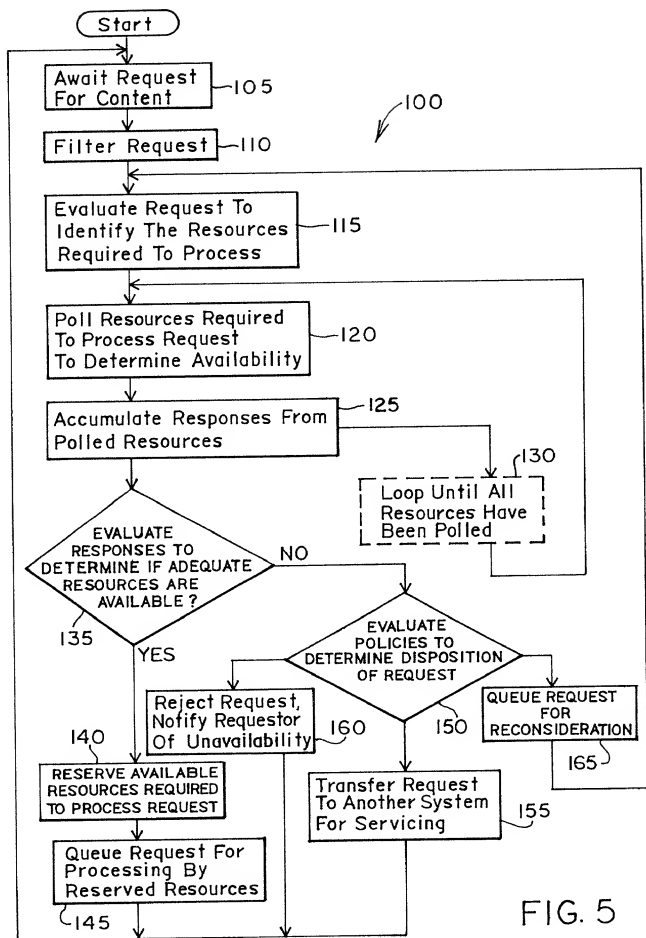 Start
Await Request
For Content
105
100
Filter Request
110
Evaluate Request To
Identify The Resources
Required To Process
115
Poll Resources Required
To Process Request
To Determine Availability
120
Accumulate Responses From
Polled Resources
125
130
Loop Until All
Resources Have
Been Polled
EVALUATE
RESPONSES TO
DETERMINE IF ADEQUATE
RESOURCES ARE
AVAILABLE ?
135
NO
YES
EVALUATE
POLICIES TO
DETERMINE DISPOSITION
OF REQUEST
150
Reject Request,
Notify Requestor
Of Unavailability
160
QUEUE REQUEST
FOR
RECONSIDERATION
165
140
RESERVE AVAILABLE
RESOURCES REQUIRED
TO PROCESS REQUEST
Transfer Request
To Another System
For Servicing
155
Queue Request For
Processing By
Reserved Resources
145
FIG. 5